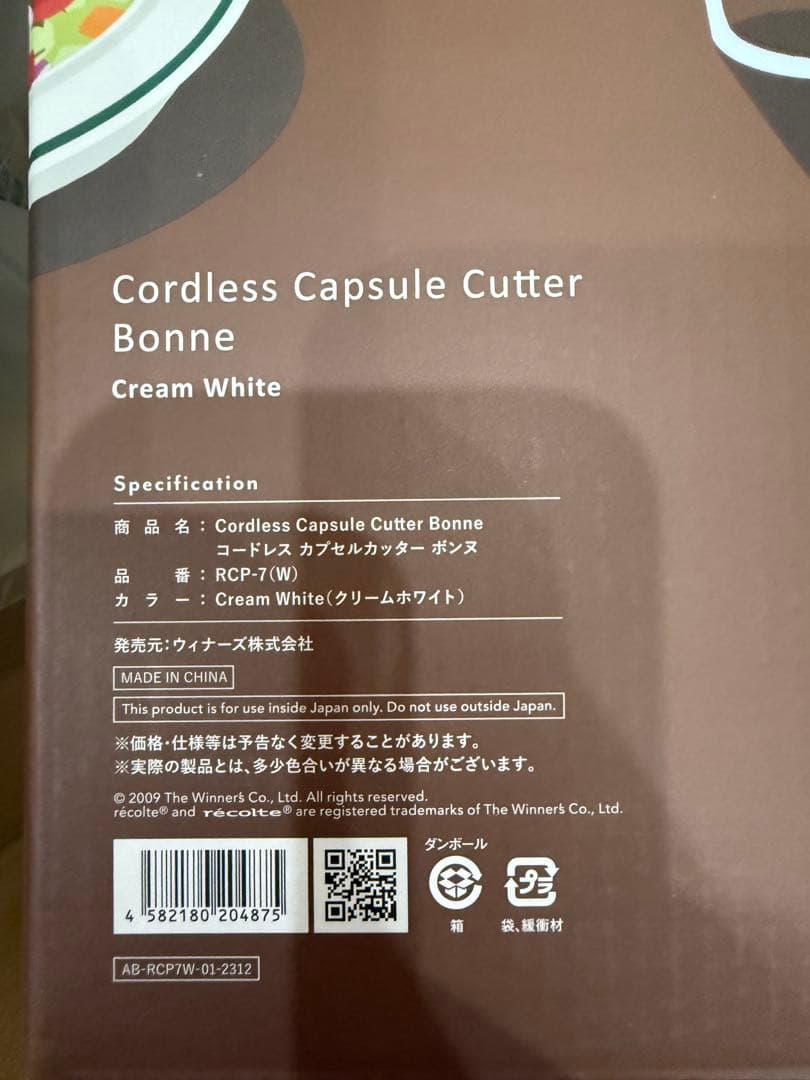 Cordless Capsule Cutter
Bonne
Cream White
Specification
商品名：Cordless Capsule Cutter Bonne
コードレス カプセルカッター ボンヌ
品番：RCP-7(W)
カラー：Cream White(クリームホワイト)
発売元：ウィナーズ株式会社
MADE IN CHINA
This product is for use inside Japan only. Do not use outside Japan.
※価格・仕様等は予告なく変更することがあります。
※実際の製品とは、多少色合いが異なる場合がございます。
© 2009 The Winner's Co., Ltd. All rights reserved.
récolte® and récolte® are registered trademarks of The Winner's Co., Ltd.
ダンボール
4 582180 204875
プラ
箱
袋、緩衝材
AB-RCP7W-01-2312